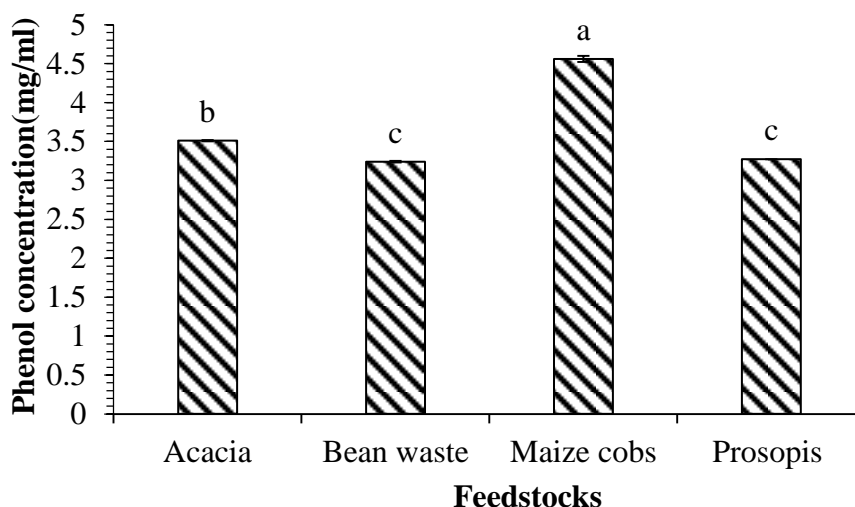 Phenol concentration(mg/ml)
5
4.5
4
3.5
3
2.5
2
1.5
1
0.5
0
b
c
a
c
Acacia Bean waste Maize cobs Prosopis
Feedstocks